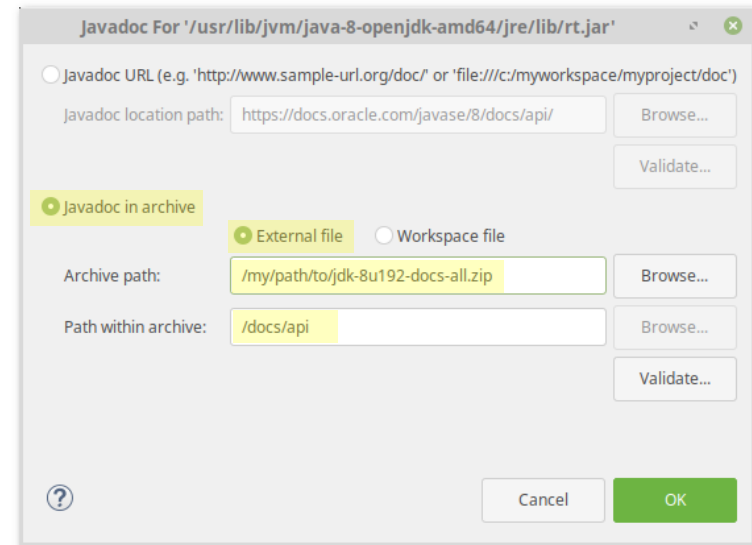 Javadoc For '/usr/lib/jvm/java-8-openjdk-amd64/jre/lib/rt.jar'
Javadoc URL (e.g. 'http://www.sample-url.org/doc/' or 'file:///c:/myworkspace/myproject/doc')
Javadoc location path: https://docs.oracle.com/javase/8/docs/api/ Browse...
Validate...
Javadoc in archive
External file Workspace file
Archive path: /my/path/to/jdk-8u192-docs-all.zip Browse...
Path within archive: /docs/api Browse...
Validate...
? Cancel OK